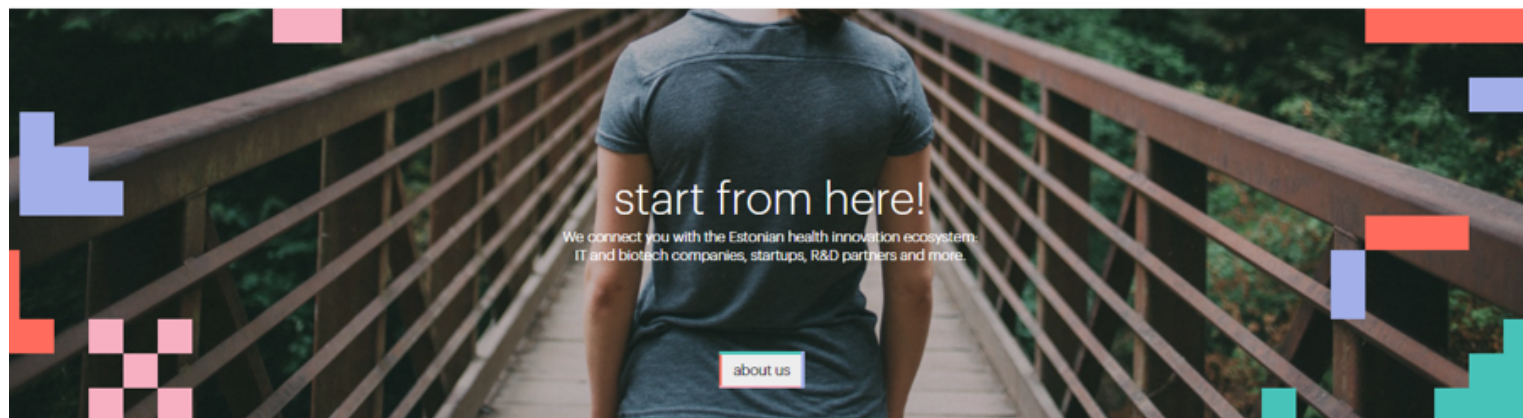 start from here!
We connect you with the Estonian health innovation ecosystem:
IT and biotech companies, startups, R&D partners and more.
about us